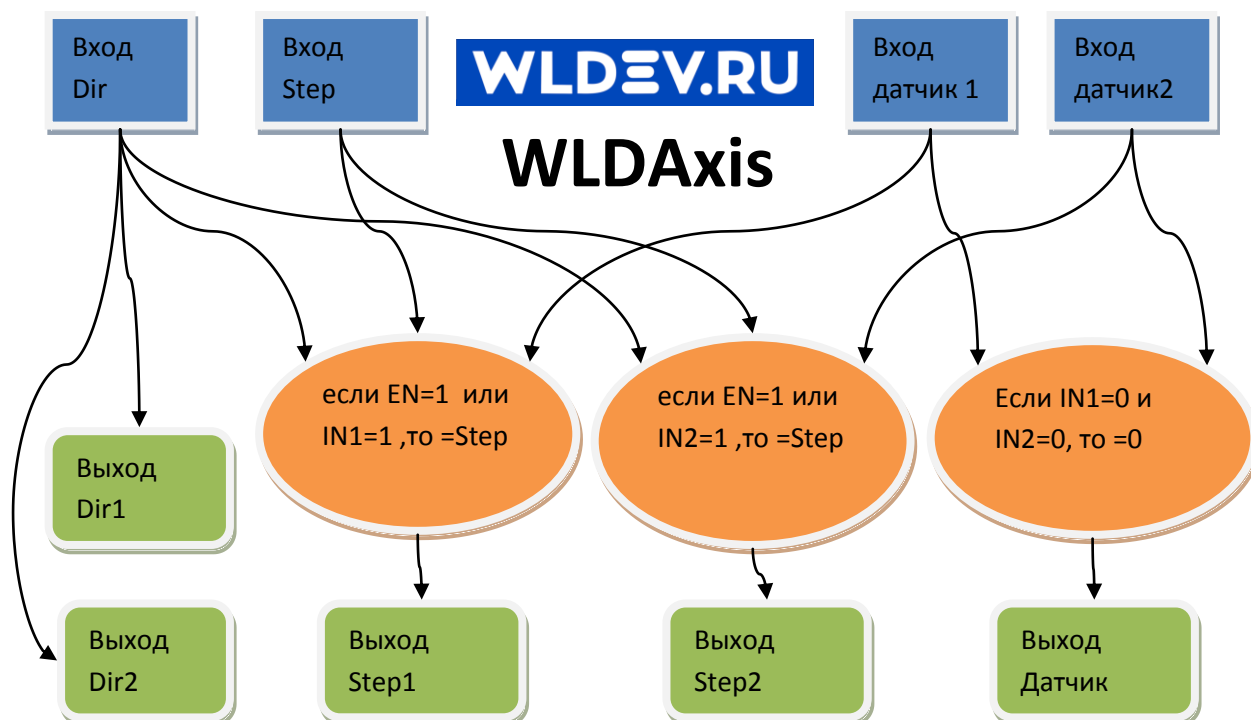 Вход
Dir
Вход
Step
WLDEV.RU
Вход
датчик 1
Вход
датчик2
WLDAxis
если EN=1 или
IN1=1 ,то =Step
если EN=1 или
IN2=1 ,то =Step
Если IN1=0 и
IN2=0, то =0
Выход
Dir1
Выход
Dir2
Выход
Step1
Выход
Step2
Выход
Датчик